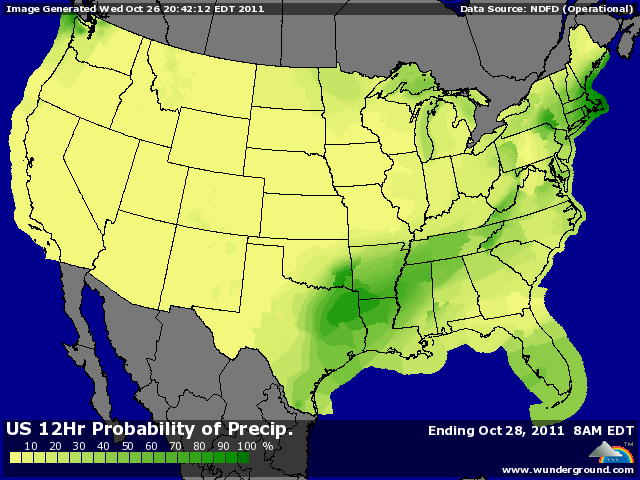 Image Generated Wed Oct 26 20:42:12 EDT 2011 Data Source: NDFD (Operational)
US 12Hr Probability of Precip. Ending Oct 28, 2011 8AM EDT
10 20 30 40 50 60 70 80 90 100 %
TM
www.wunderground.com